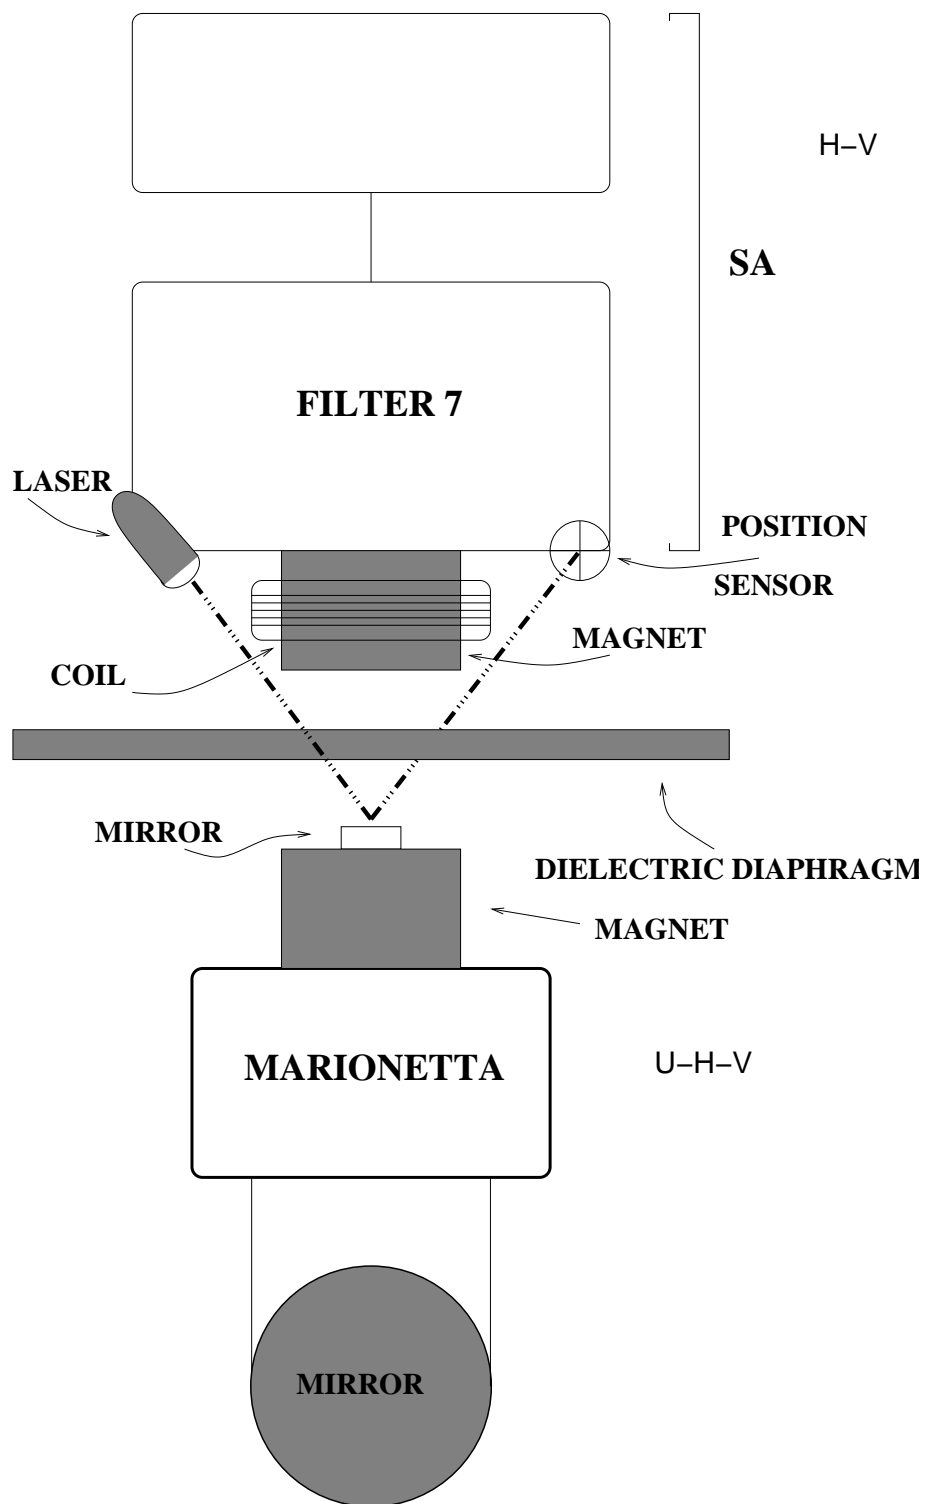 H–V
SA
FILTER 7
LASER
POSITION
SENSOR
MAGNET
COIL
MIRROR
DIELECTRIC DIAPHRAGM
MAGNET
MARIONETTA
U–H–V
MIRROR